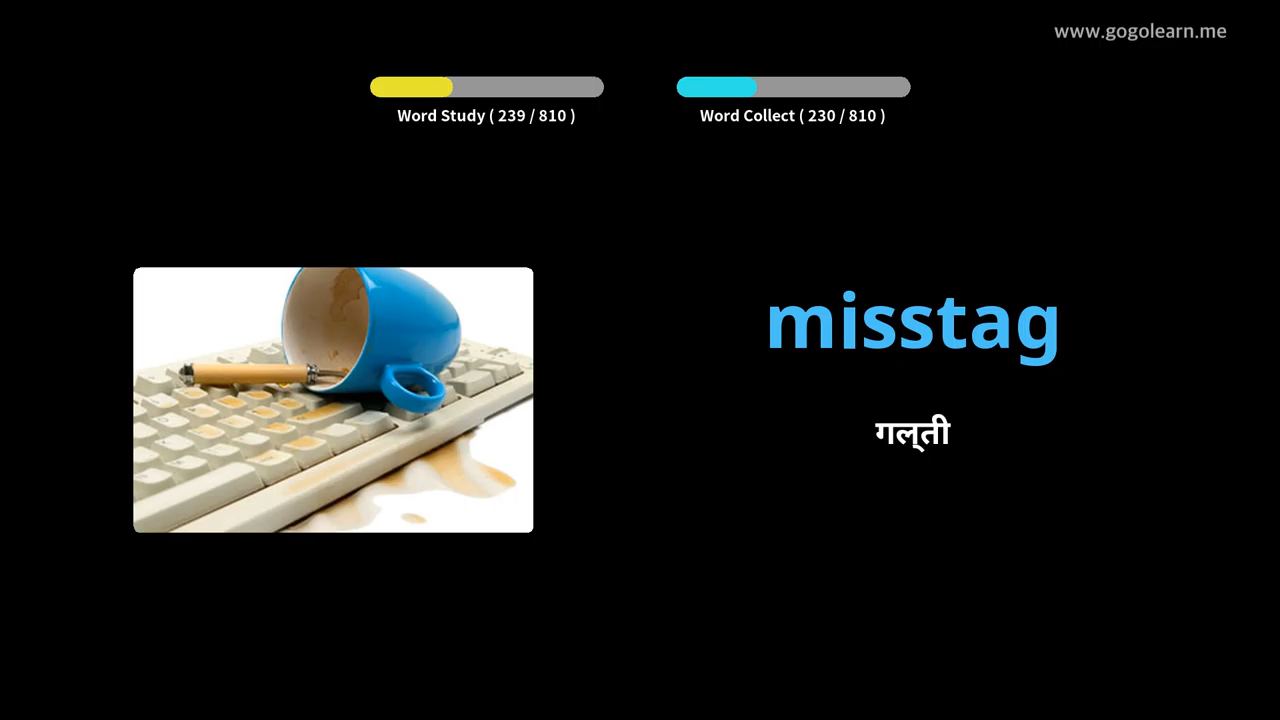 www.gogolearn.me
Word Study ( 239 / 810 )
Word Collect ( 230 / 810 )
misstag
गल्ती